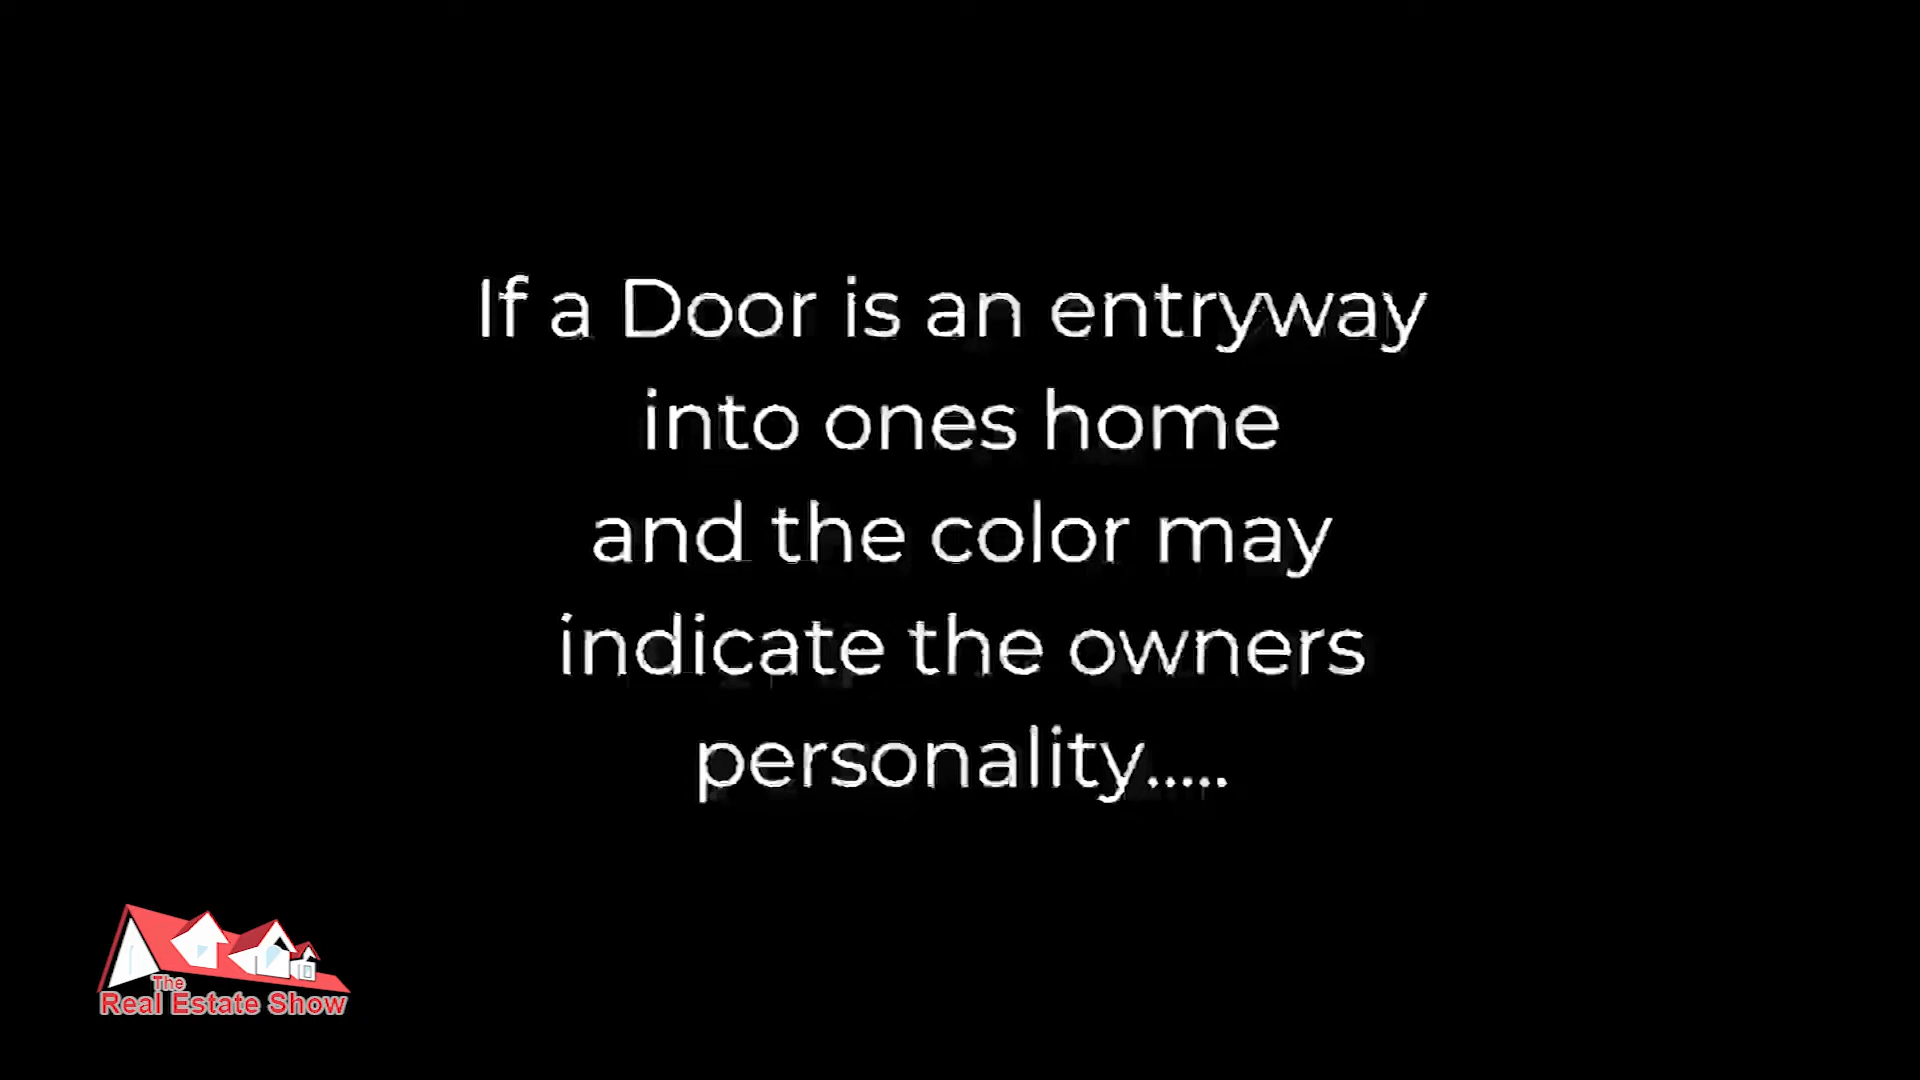 If a Door is an entryway
into ones home
and the color may
indicate the owners
personality.....
The
Real Estate Show